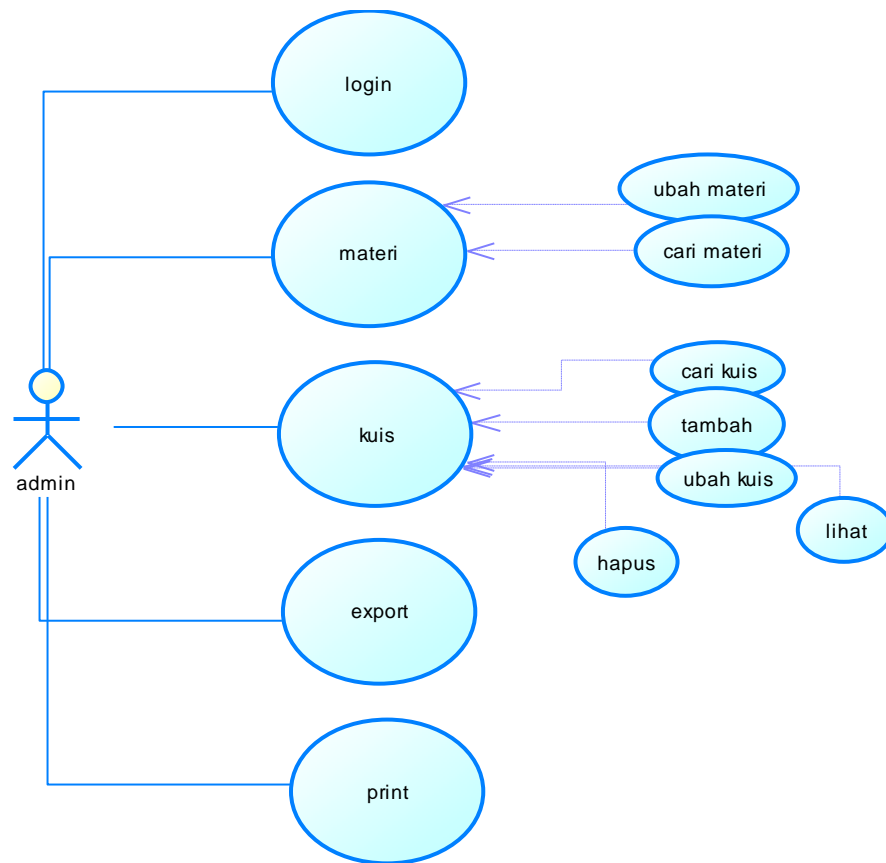 login
ubah materi
materi
cari materi
cari kuis
kuis
tambah
ubah kuis
admin
lihat
hapus
export
print